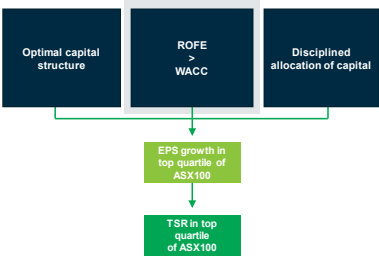 Optimal capital
structure
ROFE
>
WACC
Disciplined
allocation of capital
EPS growth in
top quartile of
ASX100
TSR in top
quartile
of ASX100